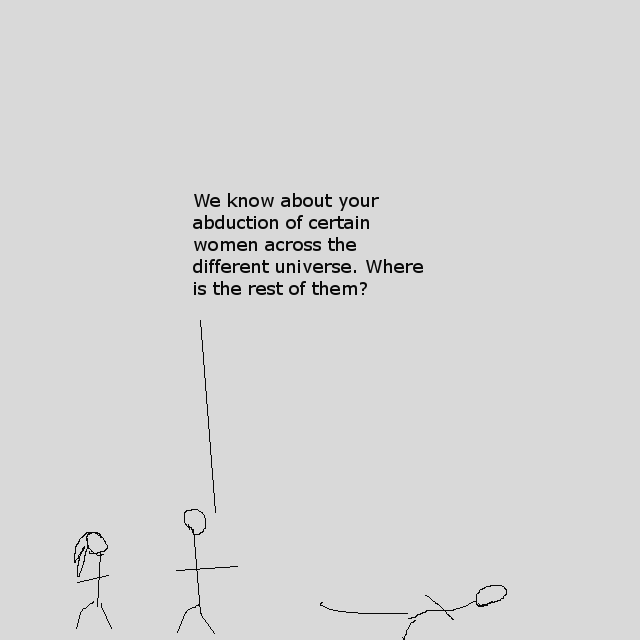 We know about your
abduction of certain
women across the
different universe. Where
is the rest of them?